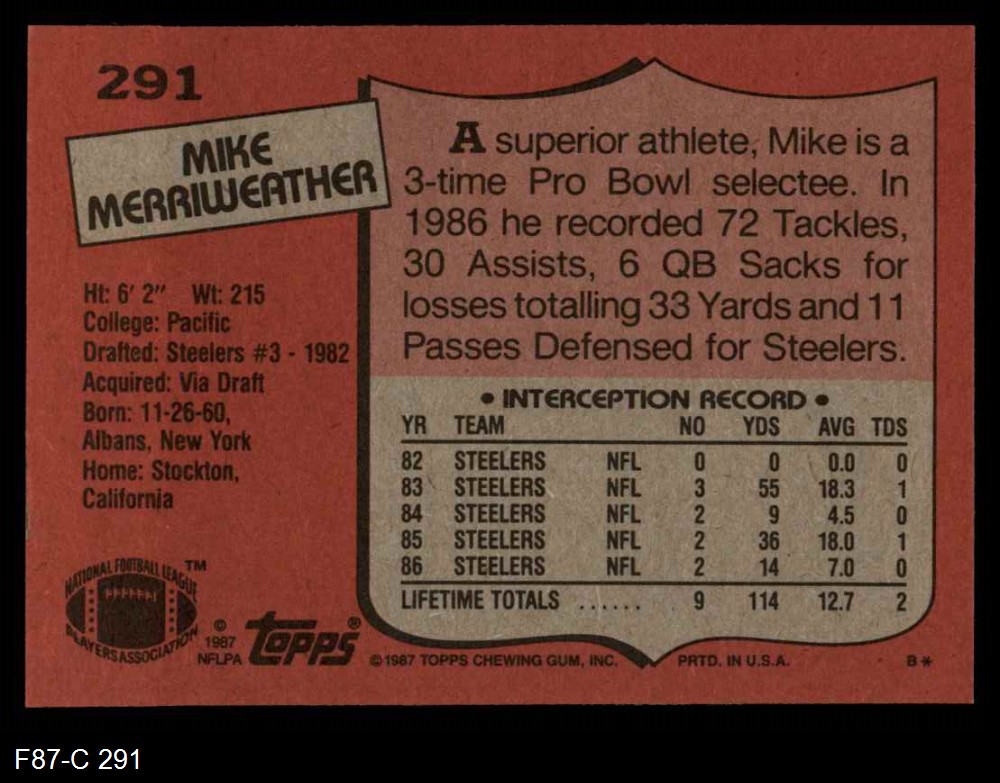 291
MIKE
MERRIWEATHER
Ht: 6' 2" Wt: 215
College: Pacific
Drafted: Steelers #3 - 1982
Acquired: Via Draft
Born: 11-26-60,
Albans, New York
Home: Stockton,
California
A superior athlete, Mike is a
3-time Pro Bowl selectee. In
1986 he recorded 72 Tackles,
30 Assists, 6 QB Sacks for
losses totalling 33 Yards and 11
Passes Defensed for Steelers.
• INTERCEPTION RECORD •
YR TEAM NO YDS AVG TDS
82 STEELERS NFL 0 0 0.0 0
83 STEELERS NFL 3 55 18.3 1
84 STEELERS NFL 2 9 4.5 0
85 STEELERS NFL 2 36 18.0 1
86 STEELERS NFL 2 14 7.0 0
LIFETIME TOTALS ...... 9 114 12.7 2
NATIONAL FOOTBALL LEAGUE ™
PLAYERS ASSOCIATION
©
1987
NFLPA
topps®
© 1987 TOPPS CHEWING GUM, INC. PRTD. IN U.S.A. B*
F87-C 291